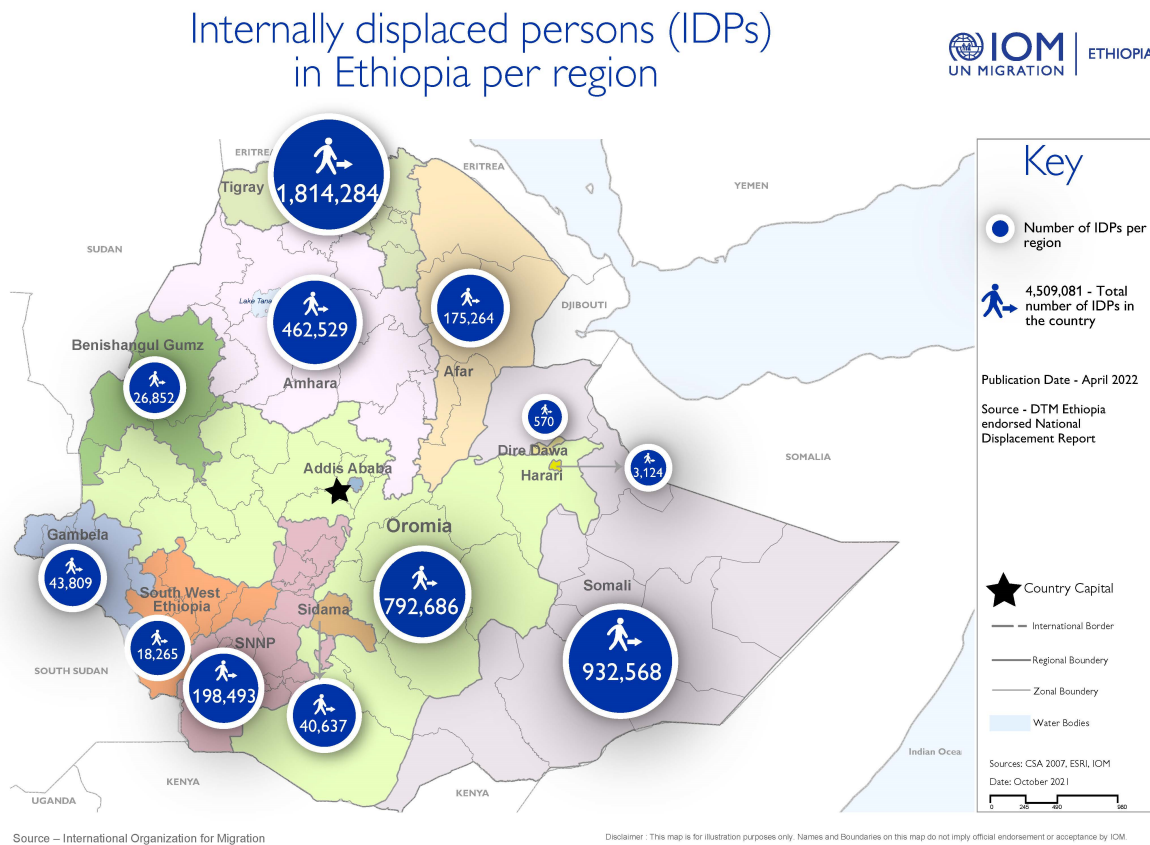 Internally displaced persons (IDPs)
in Ethiopia per region
IOM
UN MIGRATION
ETHIOPIA
ERITREA
Tigray
1,814,284
ERITREA
YEMEN
SUDAN
Lake Tana
462,529
175,264
DJIBOUTI
Benishangul Gumz
26,852
Amhara
Afar
570
Dire Dawa
Harari
3,124
SOMALIA
Addis Ababa
Oromia
792,686
Gambela
43,809
South West
Ethiopia
Sidama
Somali
932,568
18,265
SNNP
198,493
40,637
SOUTH SUDAN
KENYA
KENYA
UGANDA
Indian Ocea
Key
Number of IDPs per
region
4,509,081 - Total
number of IDPs in
the country
Publication Date - April 2022
Source - DTM Ethiopia
endorsed National
Displacement Report
Country Capital
International Border
Regional Boundary
Zonal Boundary
Water Bodies
Sources: CSA 2007, ESRI, IOM
Date: October 2021
0 245 490 980
Source – International Organization for Migration
Disclaimer : This map is for illustration purposes only. Names and Boundaries on this map do not imply official endorsement or acceptance by IOM.